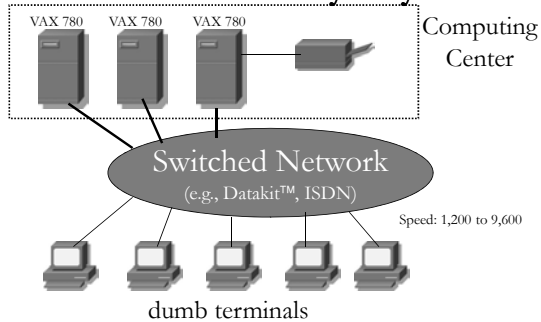 VAX 780 VAX 780 VAX 780
Computing
Center
Switched Network
(e.g., Datakit™, ISDN)
Speed: 1,200 to 9,600
dumb terminals